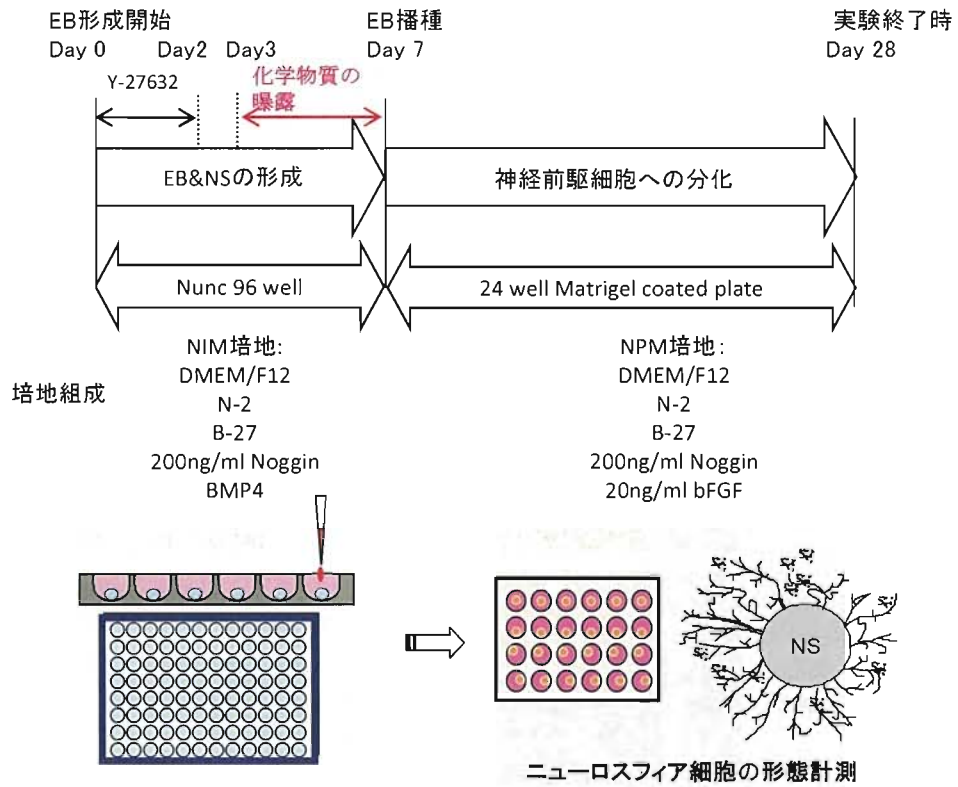 EB形成開始
Day 0
Day2
Day3
EB播種
Day 7
実験終了時
Day 28
Y-27632
化学物質の
曝露
EB&NSの形成
神経前駆細胞への分化
Nunc 96 well
24 well Matrigel coated plate
培地組成
NIM培地:
DMEM/F12
N-2
B-27
200ng/ml Noggin
BMP4
NPM培地:
DMEM/F12
N-2
B-27
200ng/ml Noggin
20ng/ml bFGF
NS
ニューロスフィア細胞の形態計測